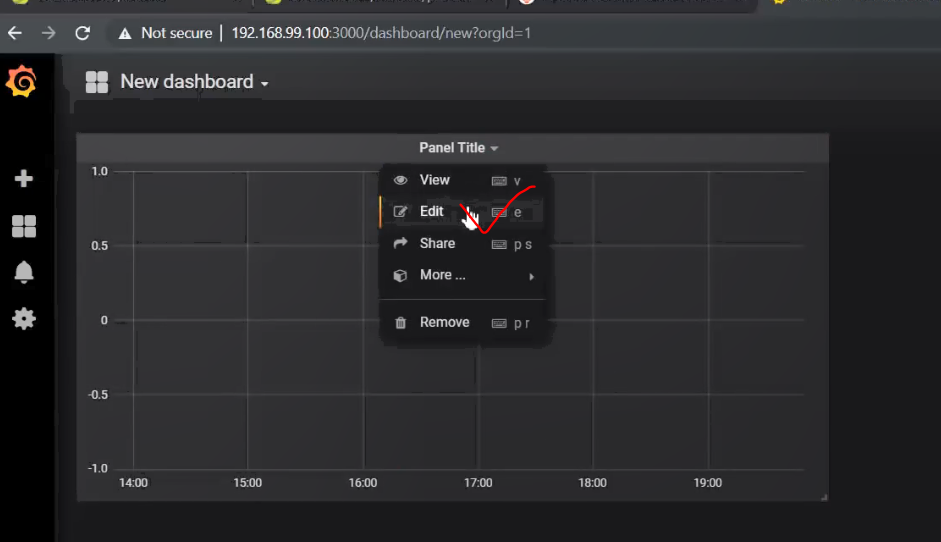 Not secure | 192.168.99.100:3000/dashboard/new?orgId=1
New dashboard
Panel Title
1.0
View v
Edit e
0.5
Share p s
More ...
0
Remove p r
-0.5
-1.0
14:00 15:00 16:00 17:00 18:00 19:00